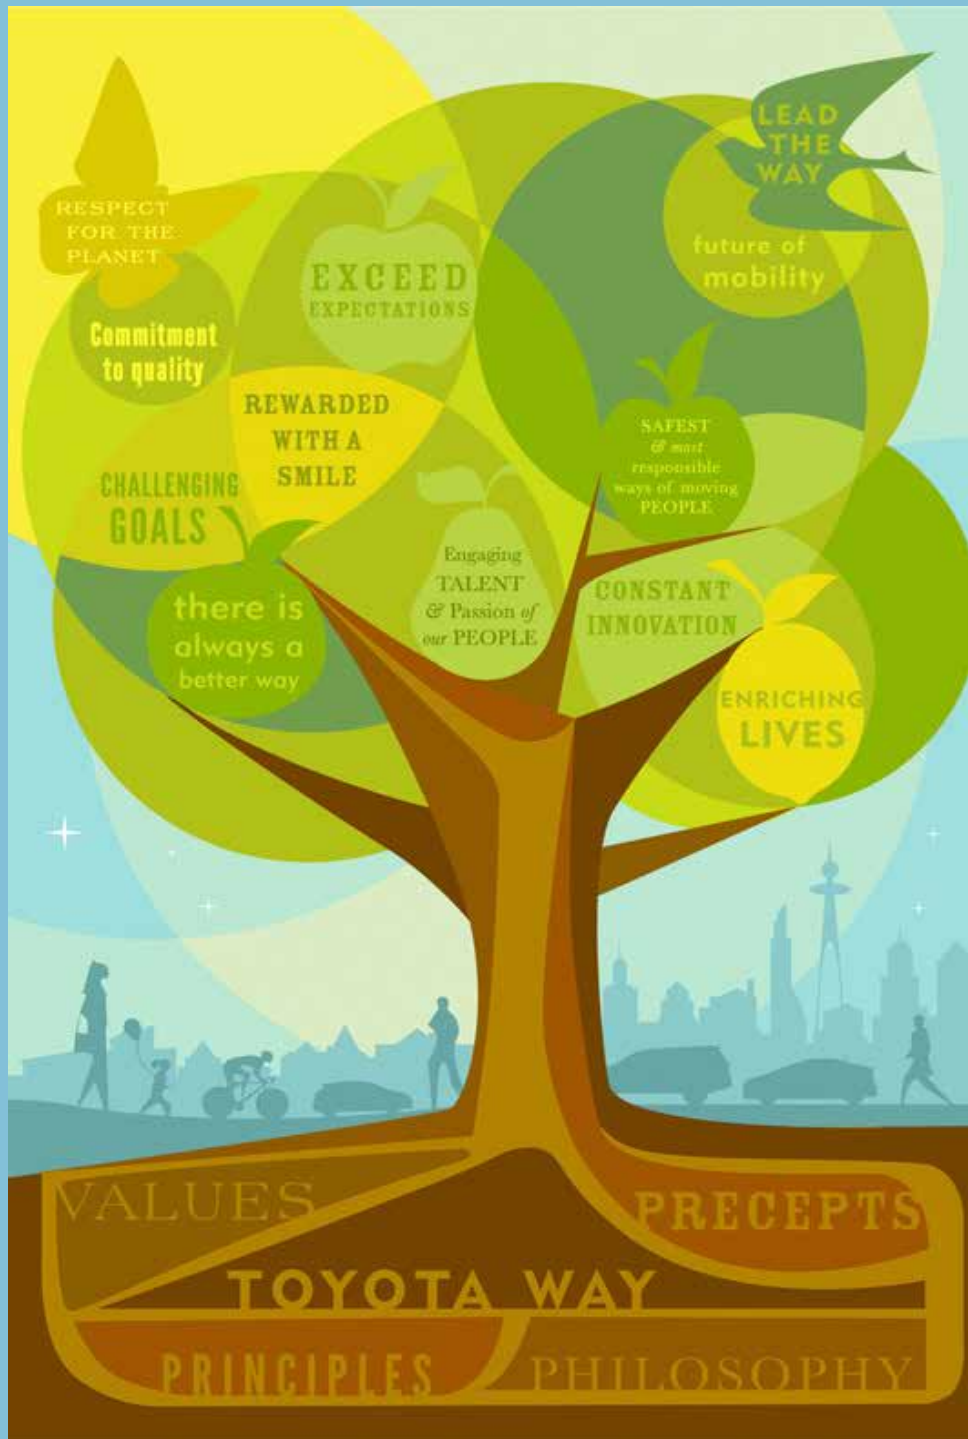 LEAD
THE
WAY
future of
mobility
RESPECT
FOR THE
PLANET
Commitment
to quality
EXCEED
EXPECTATIONS
REWARDED
WITH A
SMILE
SAFEST
& most
responsible
ways of moving
PEOPLE
CHALLENGING
GOALS
there is
always a
better way
Engaging
TALENT
& Passion of
our PEOPLE
CONSTANT
INNOVATION
ENRICHING
LIVES
VALUES
PRECEPTS
TOYOTA WAY
PRINCIPLES
PHILOSOPHY